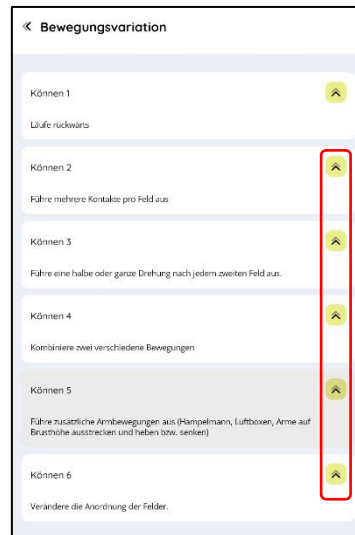 Bewegungsvariation
Können 1
Läufe rückwärts
Können 2
Führe mehrere Kontakte pro Feld aus
Können 3
Führe eine halbe oder ganze Drehung nach jedem zweiten Feld aus.
Können 4
Kombiniere zwei verschiedene Bewegungen
Können 5
Führe zusätzliche Armbewegungen aus (Hampelmann, Luftboxen, Arme auf
Brusthöhe ausstrecken und heben bzw. senken)
Können 6
Verändere die Anordnung der Felder.